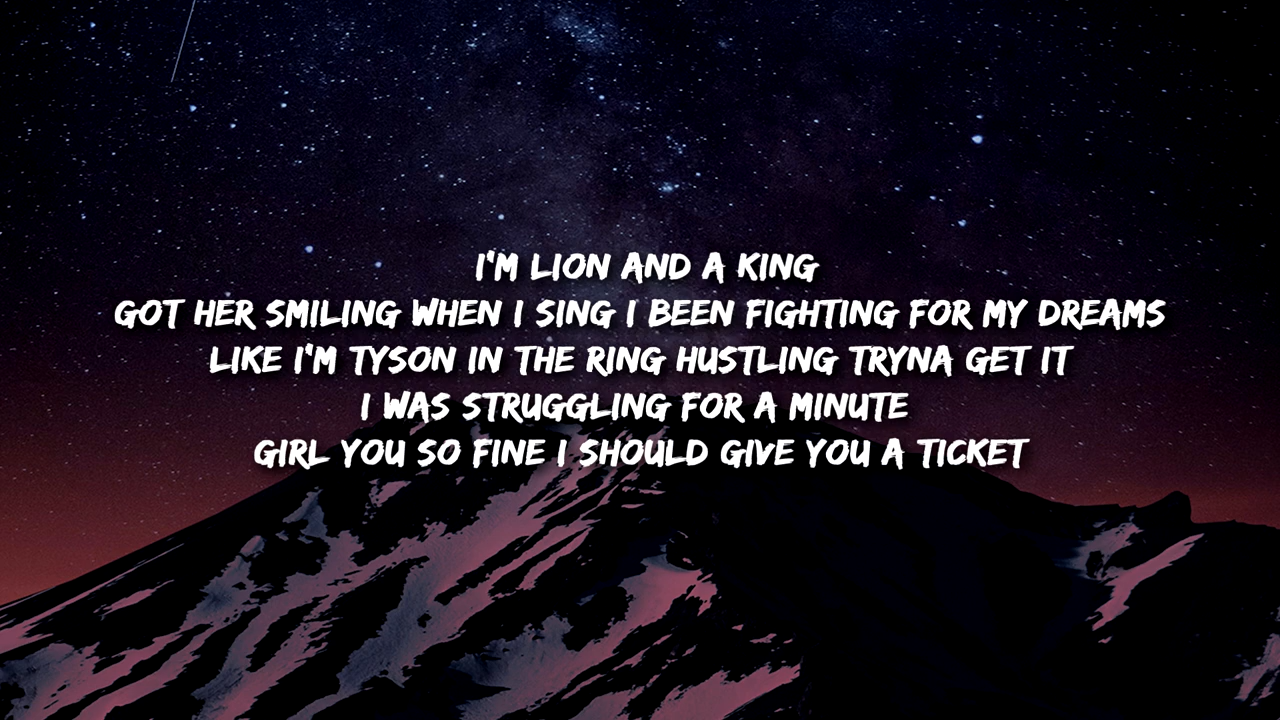 I'M LION AND A KING
GOT HER SMILING WHEN I SING I BEEN FIGHTING FOR MY DREAMS
LIKE I'M TYSON IN THE RING HUSTLING TRYNA GET IT
I WAS STRUGGLING FOR A MINUTE
GIRL YOU SO FINE I SHOULD GIVE YOU A TICKET